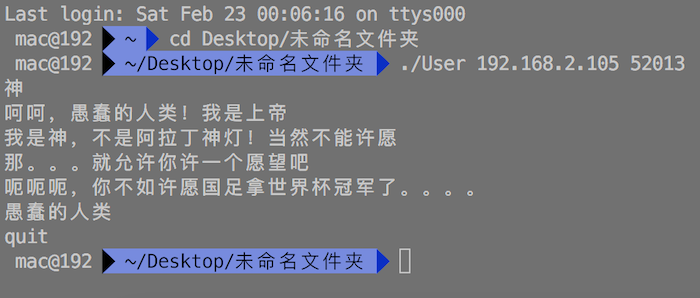 Last login: Sat Feb 23 00:06:16 on ttys000
mac@192 ~ cd Desktop/未命名文件夹
mac@192 ~/Desktop/未命名文件夹 ./User 192.168.2.105 52013
神
呵呵，愚蠢的人类！我是上帝
我是神，不是阿拉丁神灯！当然不能许愿
那。。。就允许你许一个愿望吧
呃呃呃，你不如许愿国足拿世界杯冠军了。。。。
愚蠢的人类
quit
mac@192 ~/Desktop/未命名文件夹